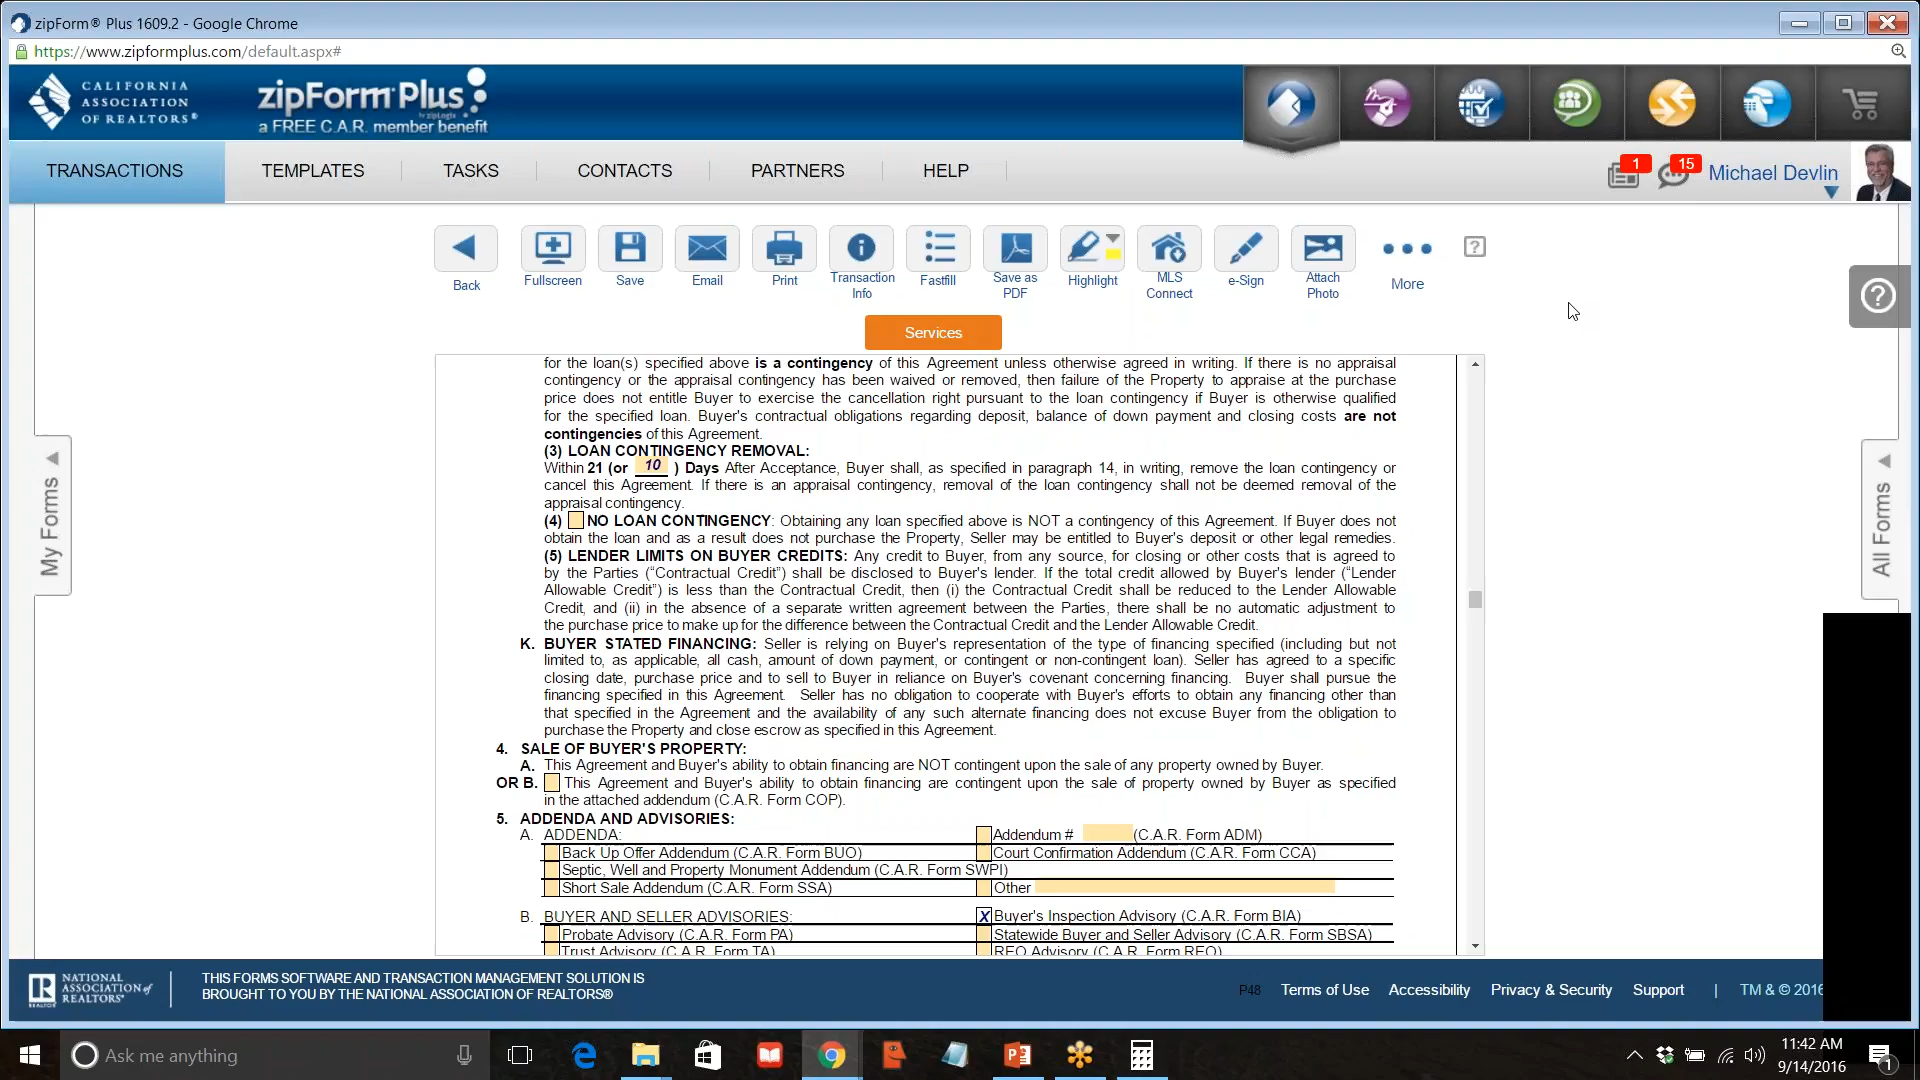 zipForm® Plus 1609.2 - Google Chrome
https://www.zipformplus.com/default.aspx#
CALIFORNIA
ASSOCIATION
OF REALTORS®
zipForm Plus
by zipLogix
a FREE C.A.R. member benefit
TRANSACTIONS
TEMPLATES
TASKS
CONTACTS
PARTNERS
HELP
1
15
Michael Devlin
Back
Fullscreen
Save
Email
Print
Transaction
Info
Fastfill
Save as
PDF
Highlight
MLS
Connect
e-Sign
Attach
Photo
More
?
?
Services
My Forms
All Forms
for the loan(s) specified above is a contingency of this Agreement unless otherwise agreed in writing. If there is no appraisal
contingency or the appraisal contingency has been waived or removed, then failure of the Property to appraise at the purchase
price does not entitle Buyer to exercise the cancellation right pursuant to the loan contingency if Buyer is otherwise qualified
for the specified loan. Buyer's contractual obligations regarding deposit, balance of down payment and closing costs are not
contingencies of this Agreement.
(3) LOAN CONTINGENCY REMOVAL:
Within 21 (or 10 ) Days After Acceptance, Buyer shall, as specified in paragraph 14, in writing, remove the loan contingency or
cancel this Agreement. If there is an appraisal contingency, removal of the loan contingency shall not be deemed removal of the
appraisal contingency.
(4) NO LOAN CONTINGENCY: Obtaining any loan specified above is NOT a contingency of this Agreement. If Buyer does not
obtain the loan and as a result does not purchase the Property, Seller may be entitled to Buyer's deposit or other legal remedies.
(5) LENDER LIMITS ON BUYER CREDITS: Any credit to Buyer, from any source, for closing or other costs that is agreed to
by the Parties (“Contractual Credit”) shall be disclosed to Buyer's lender. If the total credit allowed by Buyer's lender (“Lender
Allowable Credit”) is less than the Contractual Credit, then (i) the Contractual Credit shall be reduced to the Lender Allowable
Credit, and (ii) in the absence of a separate written agreement between the Parties, there shall be no automatic adjustment to
the purchase price to make up for the difference between the Contractual Credit and the Lender Allowable Credit.
K. BUYER STATED FINANCING: Seller is relying on Buyer's representation of the type of financing specified (including but not
limited to, as applicable, all cash, amount of down payment, or contingent or non-contingent loan). Seller has agreed to a specific
closing date, purchase price and to sell to Buyer in reliance on Buyer's covenant concerning financing. Buyer shall pursue the
financing specified in this Agreement. Seller has no obligation to cooperate with Buyer's efforts to obtain any financing other than
that specified in the Agreement and the availability of any such alternate financing does not excuse Buyer from the obligation to
purchase the Property and close escrow as specified in this Agreement.
4. SALE OF BUYER'S PROPERTY:
A. This Agreement and Buyer's ability to obtain financing are NOT contingent upon the sale of any property owned by Buyer.
OR B. This Agreement and Buyer's ability to obtain financing are contingent upon the sale of property owned by Buyer as specified
in the attached addendum (C.A.R. Form COP).
5. ADDENDA AND ADVISORIES:
A. ADDENDA: Addendum # (C.A.R. Form ADM)
Back Up Offer Addendum (C.A.R. Form BUO) Court Confirmation Addendum (C.A.R. Form CCA)
Septic, Well and Property Monument Addendum (C.A.R. Form SWPI)
Short Sale Addendum (C.A.R. Form SSA) Other
B. BUYER AND SELLER ADVISORIES: X Buyer's Inspection Advisory (C.A.R. Form BIA)
Probate Advisory (C.A.R. Form PA) Statewide Buyer and Seller Advisory (C.A.R. Form SBSA)
Trust Advisory (C.A.R. Form TA) REO Advisory (C.A.R. Form REO)
NATIONAL
ASSOCIATION of
REALTORS®
REALTOR
THIS FORMS SOFTWARE AND TRANSACTION MANAGEMENT SOLUTION IS
BROUGHT TO YOU BY THE NATIONAL ASSOCIATION OF REALTORS®
P48 Terms of Use Accessibility Privacy & Security Support | TM & © 2016
Ask me anything
11:42 AM
9/14/2016
1